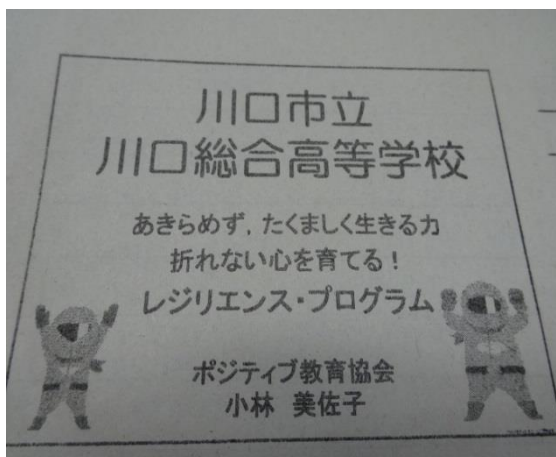 川口市立
川口総合高等学校
あきらめず，たくましく生きる力
折れない心を育てる！
レジリエンス・プログラム
ポジティブ教育協会
小林　美佐子